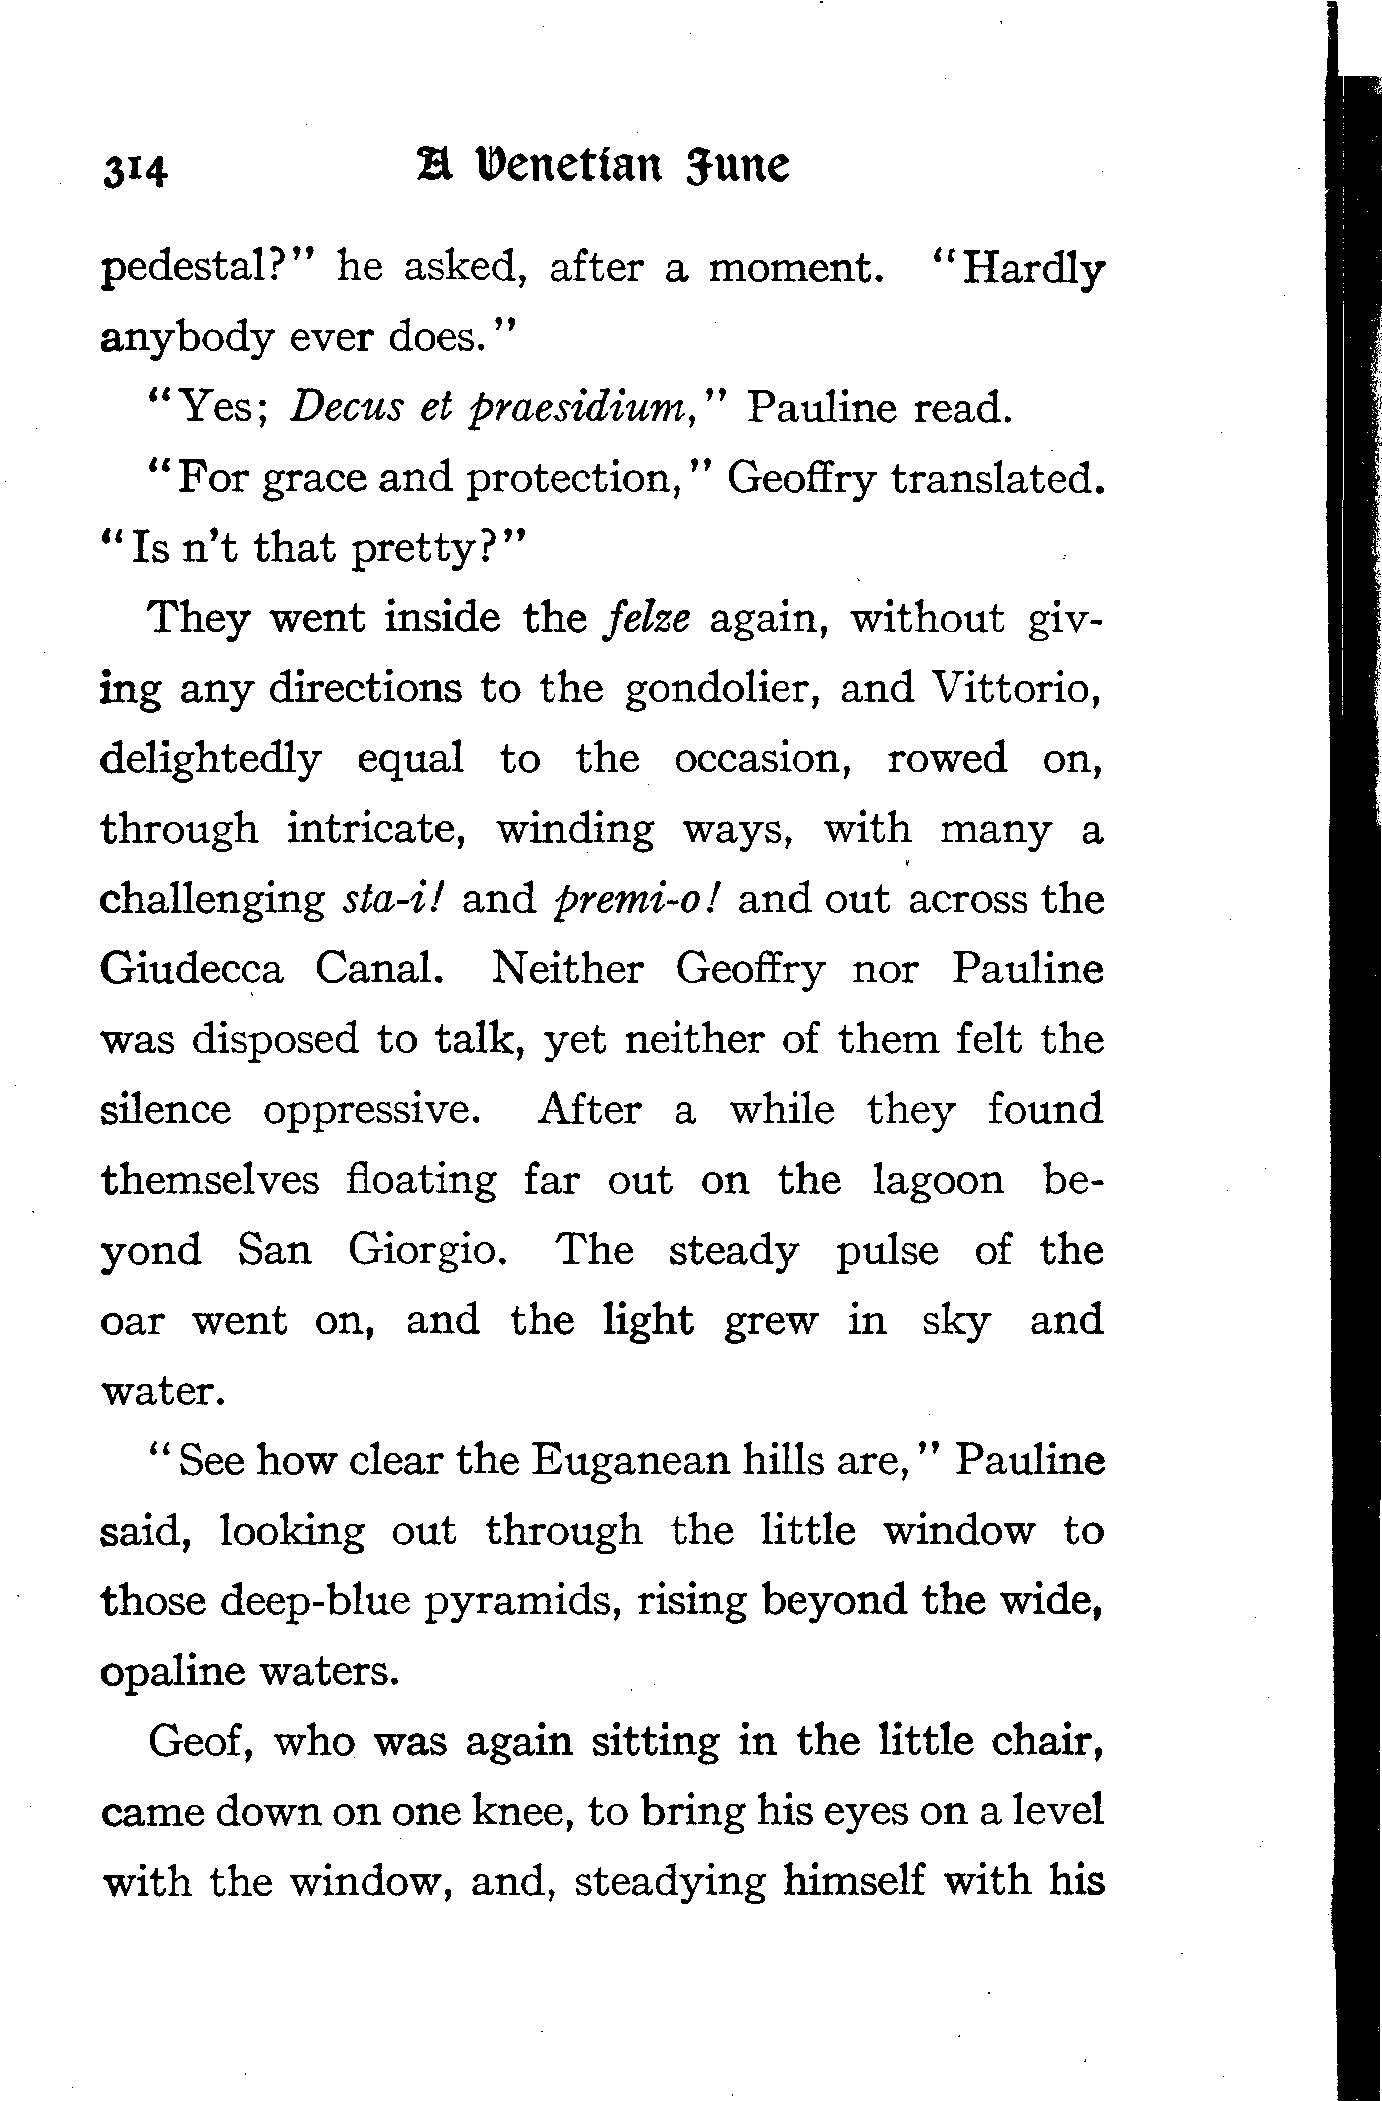 314 A Venetian June
pedestal?" he asked, after a moment. "Hardly
anybody ever does."
"Yes; Decus et praesidium," Pauline read.
"For grace and protection," Geoffry translated.
"Is n't that pretty?"
They went inside the felze again, without giv-
ing any directions to the gondolier, and Vittorio,
delightedly equal to the occasion, rowed on,
through intricate, winding ways, with many a
challenging sta-i! and premi-o! and out across the
Giudecca Canal. Neither Geoffry nor Pauline
was disposed to talk, yet neither of them felt the
silence oppressive. After a while they found
themselves floating far out on the lagoon be-
yond San Giorgio. The steady pulse of the
oar went on, and the light grew in sky and
water.
"See how clear the Euganean hills are," Pauline
said, looking out through the little window to
those deep-blue pyramids, rising beyond the wide,
opaline waters.
Geof, who was again sitting in the little chair,
came down on one knee, to bring his eyes on a level
with the window, and, steadying himself with his